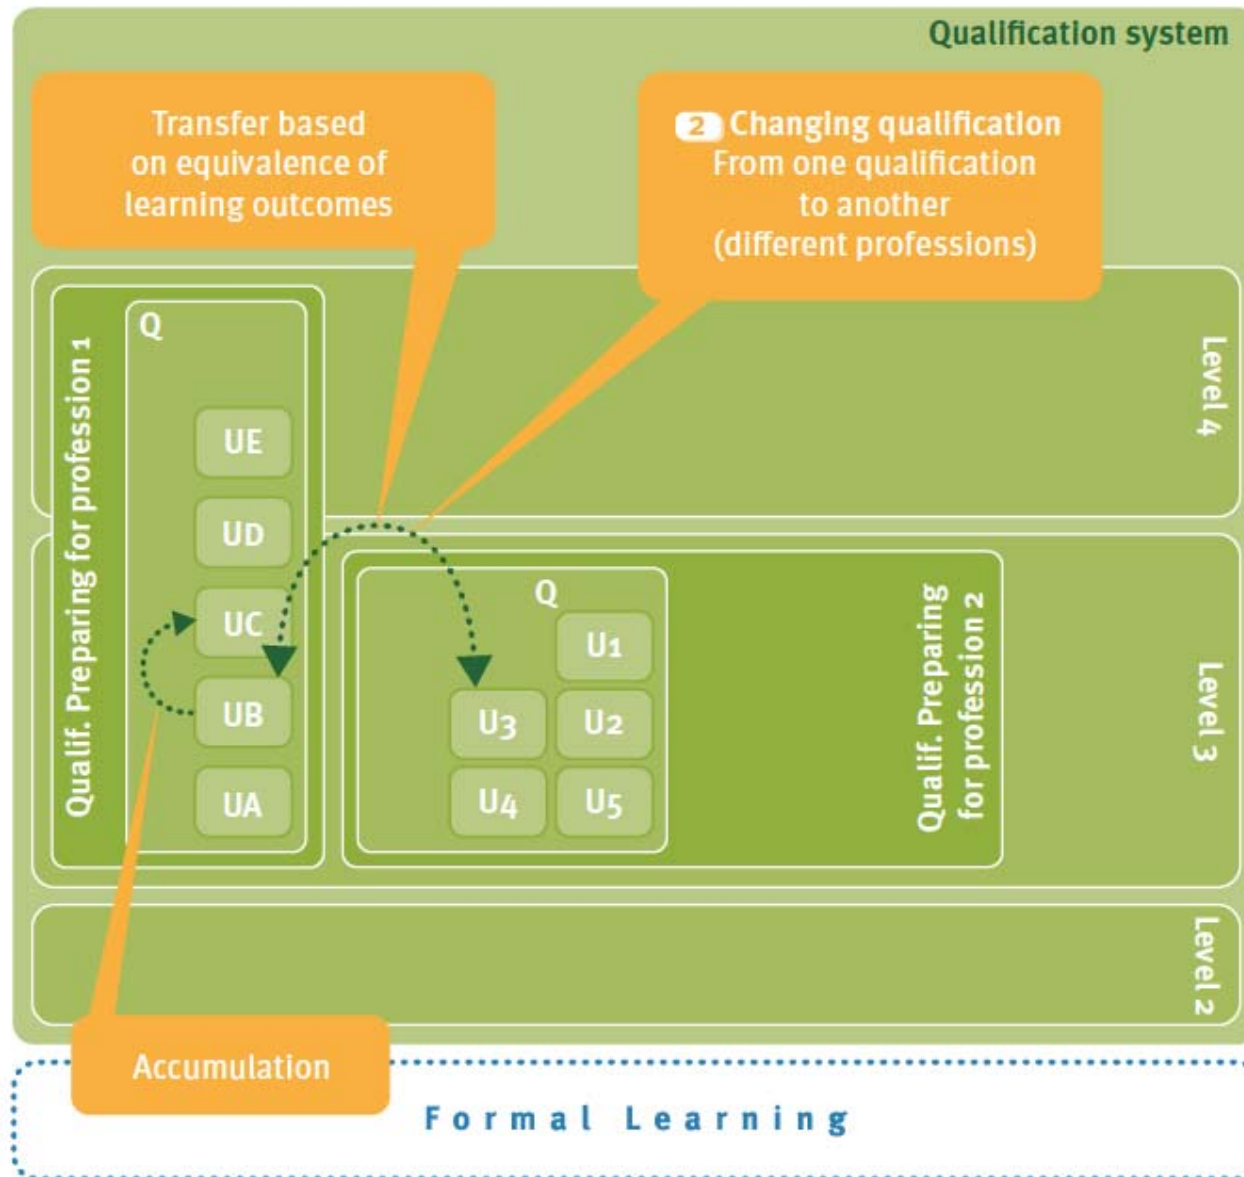 Qualification system
Transfer based
on equivalence of
learning outcomes
2 Changing qualification
From one qualification
to another
(different professions)
Level 4
Qualif. Preparing for profession 1
Q
UE
UD
UC
UB
UA
Q
U1
U3 U2
U4 U5
Qualif. Preparing
for profession 2
Level 3
Level 2
Accumulation
Formal Learning